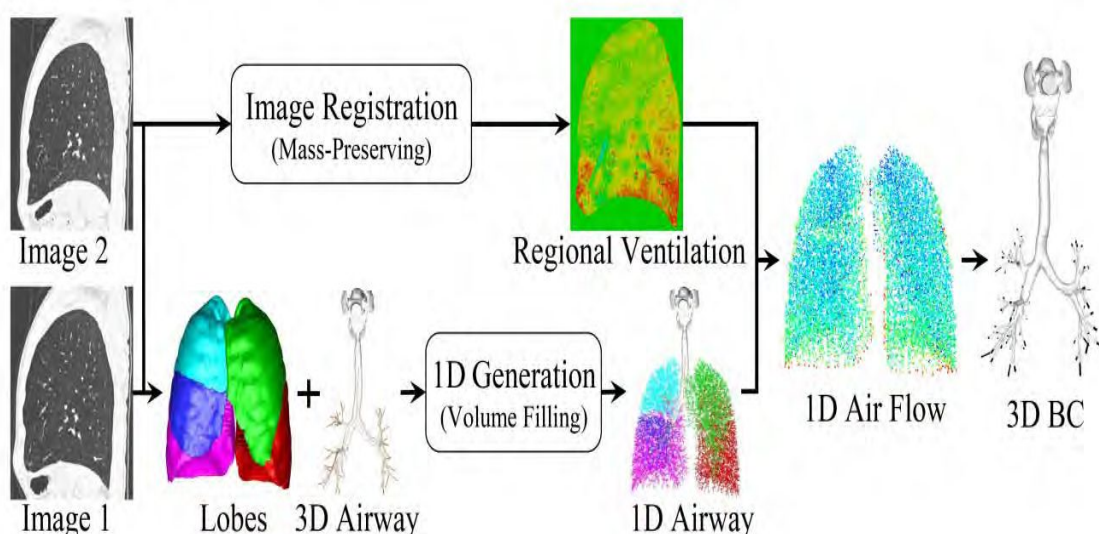 Image Registration
(Mass-Preserving)
Image 2
Regional Ventilation
1D Generation
(Volume Filling)
1D Air Flow
3D BC
Image 1
Lobes
+
3D Airway
1D Airway